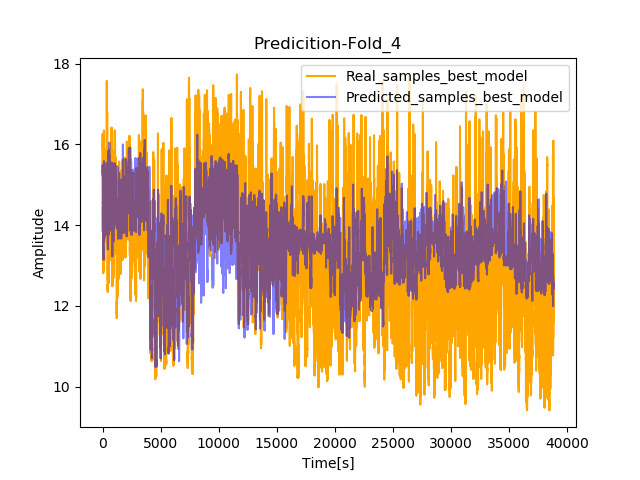 Predicition-Fold_4
Real_samples_best_model
Predicted_samples_best_model
Amplitude
18
16
14
12
10
0 5000 10000 15000 20000 25000 30000 35000 40000
Time[s]